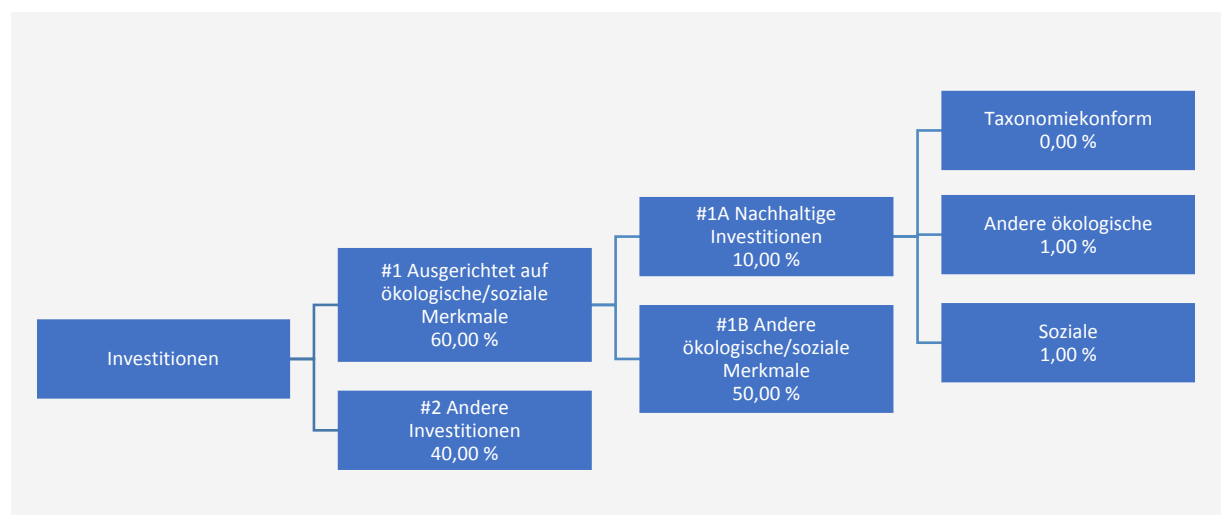 Investitionen
#1 Ausgerichtet auf
ökologische/soziale
Merkmale
60,00 %
#2 Andere
Investitionen
40,00 %
#1A Nachhaltige
Investitionen
10,00 %
#1B Andere
ökologische/soziale
Merkmale
50,00 %
Taxonomiekonform
0,00 %
Andere ökologische
1,00 %
Soziale
1,00 %